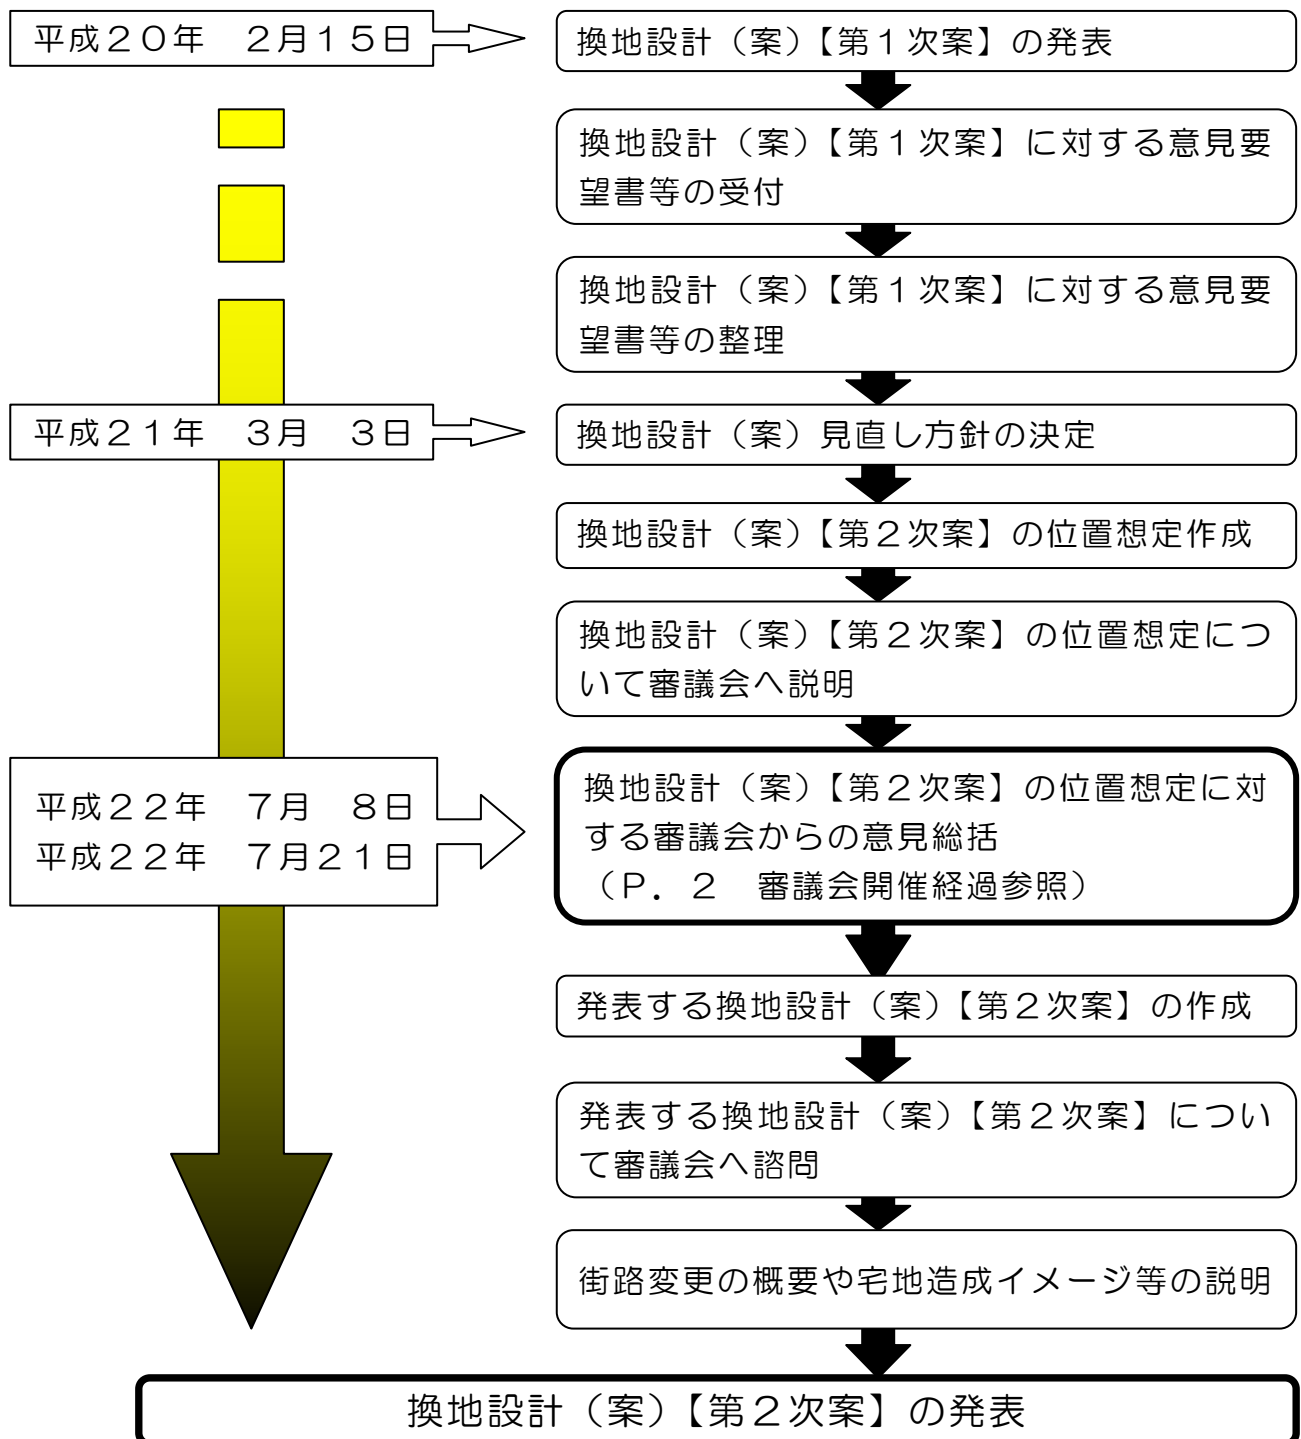 平成２０年　２月１５日
換地設計（案）【第１次案】の発表
換地設計（案）【第１次案】に対する意見要
望書等の受付
換地設計（案）【第１次案】に対する意見要
望書等の整理
平成２１年　３月　３日
換地設計（案）見直し方針の決定
換地設計（案）【第２次案】の位置想定作成
換地設計（案）【第２次案】の位置想定につ
いて審議会へ説明
平成２２年　７月　８日
平成２２年　７月２１日
換地設計（案）【第２次案】の位置想定に対
する審議会からの意見総括
（Ｐ．２　審議会開催経過参照）
発表する換地設計（案）【第２次案】の作成
発表する換地設計（案）【第２次案】につい
て審議会へ諮問
街路変更の概要や宅地造成イメージ等の説明
換地設計（案）【第２次案】の発表